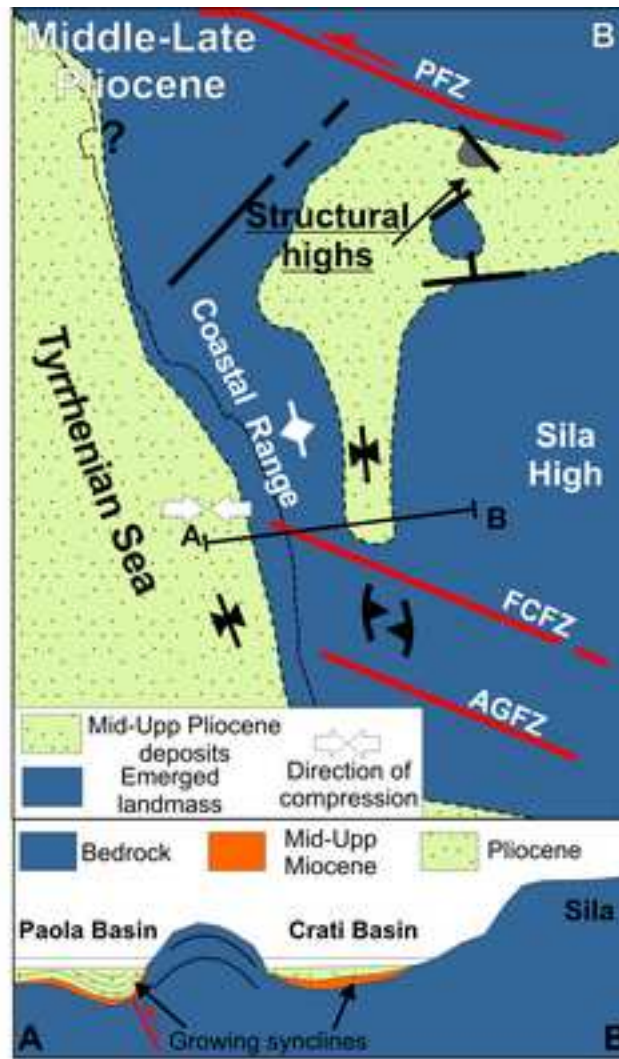 Middle-Late
Pliocene
B
PFZ
?
Structural
highs
Coastal Range
Tyrrhenian Sea
Sila
High
A
B
FCFZ
AGFZ
Mid-Upp Pliocene
deposits
Emerged
landmass
Direction of
compression
Bedrock
Mid-Upp
Miocene
Pliocene
Sila
Paola Basin
Crati Basin
Growing synclines
A
B